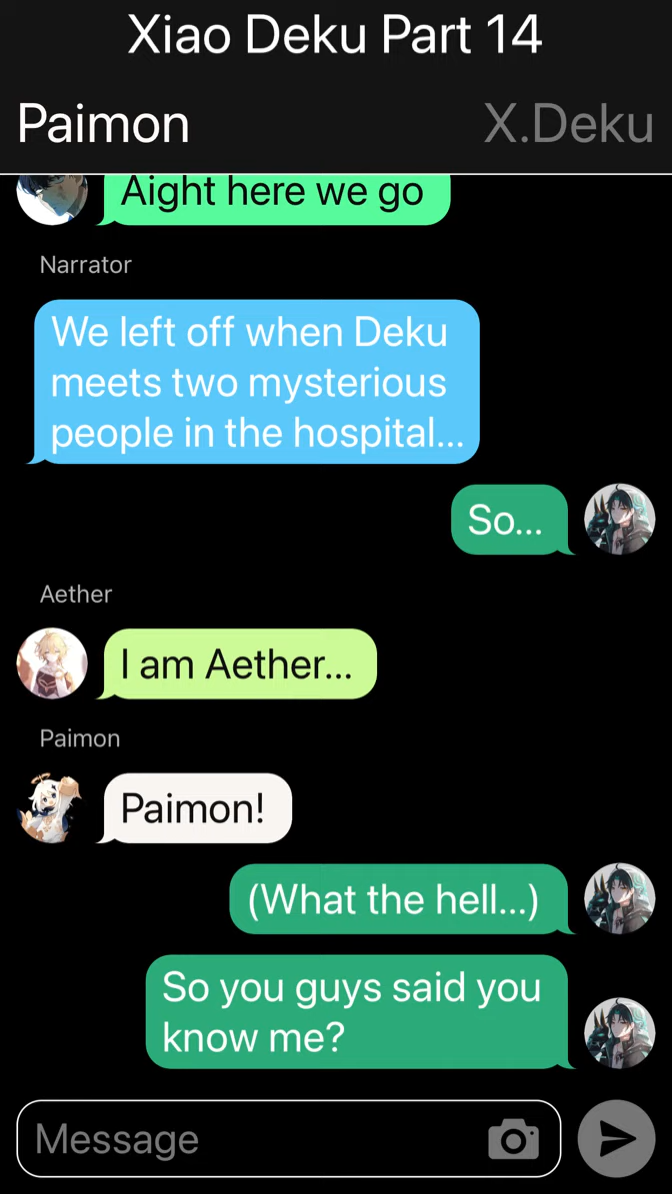 Xiao Deku Part 14
Paimon
X.Deku
Aight here we go
Narrator
We left off when Deku
meets two mysterious
people in the hospital...
So...
Aether
I am Aether...
Paimon
Paimon!
(What the hell...)
So you guys said you
know me?
Message